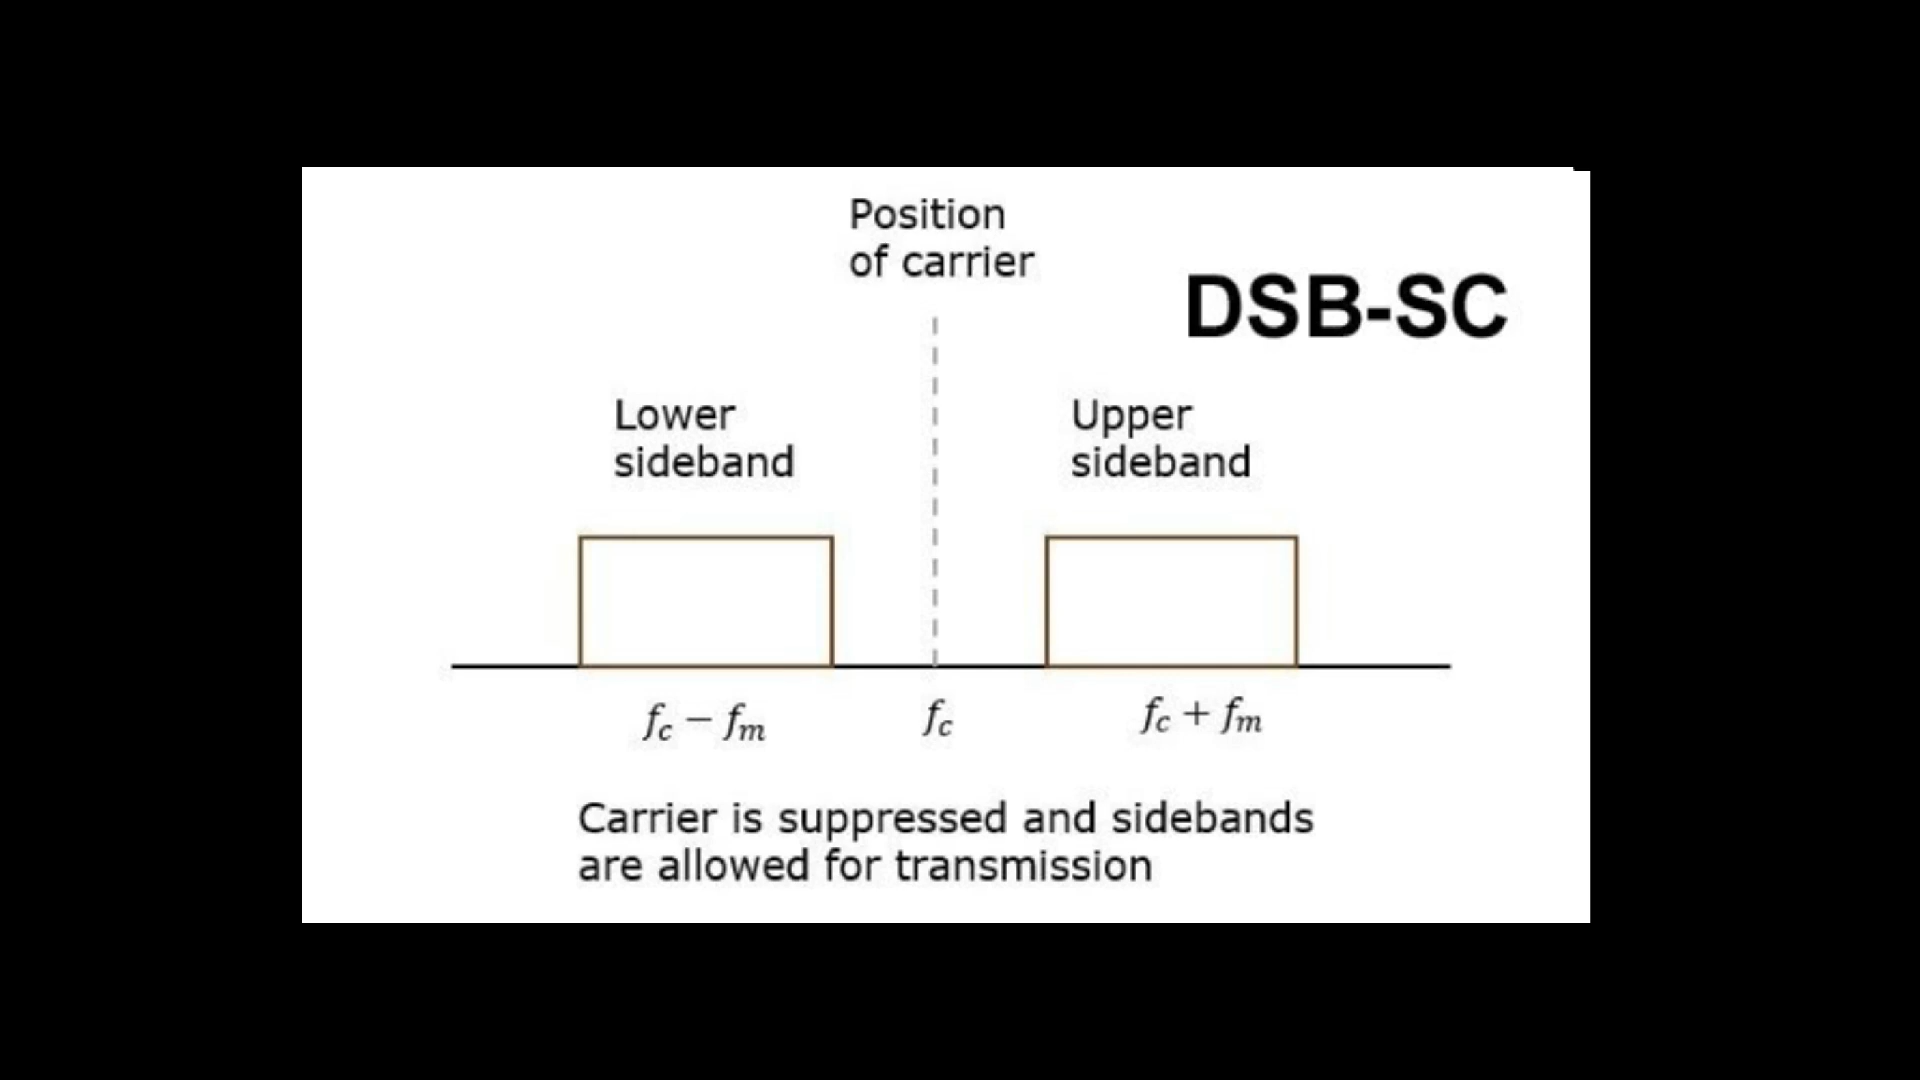 Position
of carrier
DSB-SC
Lower
sideband
Upper
sideband
fc − fm
fc
fc + fm
Carrier is suppressed and sidebands
are allowed for transmission